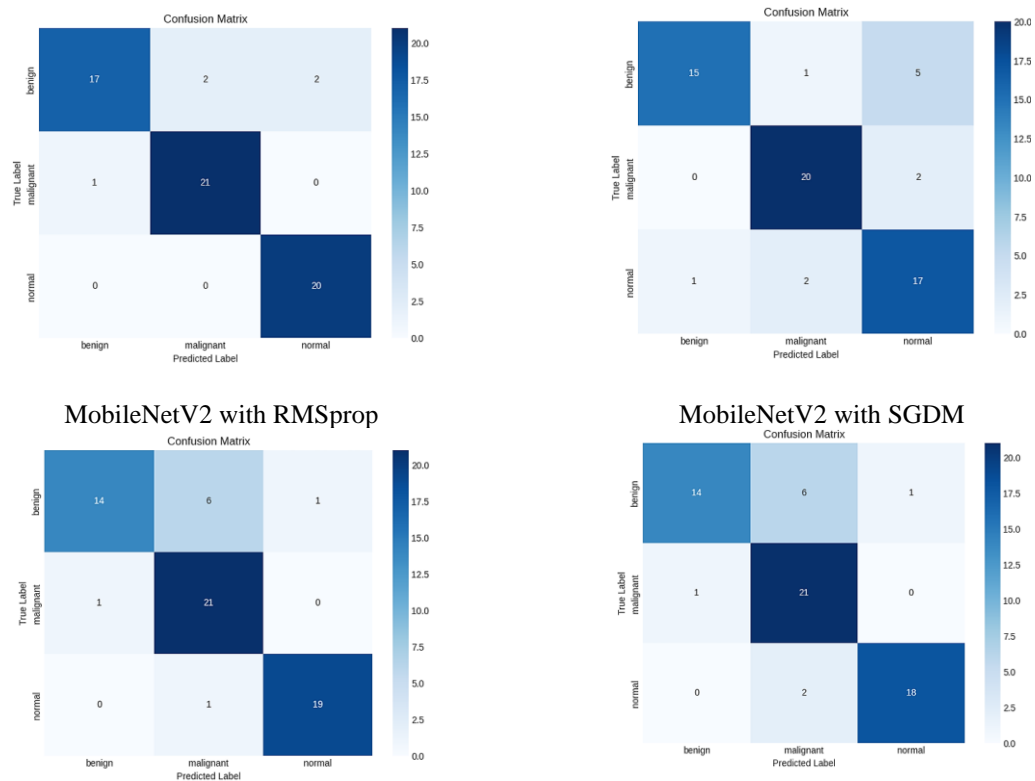 Confusion Matrix
benign
17
2
2
True Label
malignant
1
21
0
normal
0
0
20
benign
malignant
normal
Predicted Label
20.0
17.5
15.0
12.5
10.0
7.5
5.0
2.5
0.0
Confusion Matrix
benign
15
1
5
True Label
malignant
0
20
2
normal
1
2
17
benign
malignant
normal
Predicted Label
20.0
17.5
15.0
12.5
10.0
7.5
5.0
2.5
0.0
MobileNetV2 with RMSprop
MobileNetV2 with SGDM
Confusion Matrix
benign
14
6
1
True Label
malignant
1
21
0
normal
0
1
19
benign
malignant
normal
Predicted Label
20.0
17.5
15.0
12.5
10.0
7.5
5.0
2.5
0.0
Confusion Matrix
benign
14
6
1
True Label
malignant
1
21
0
normal
0
2
18
benign
malignant
normal
Predicted Label
20.0
17.5
15.0
12.5
10.0
7.5
5.0
2.5
0.0